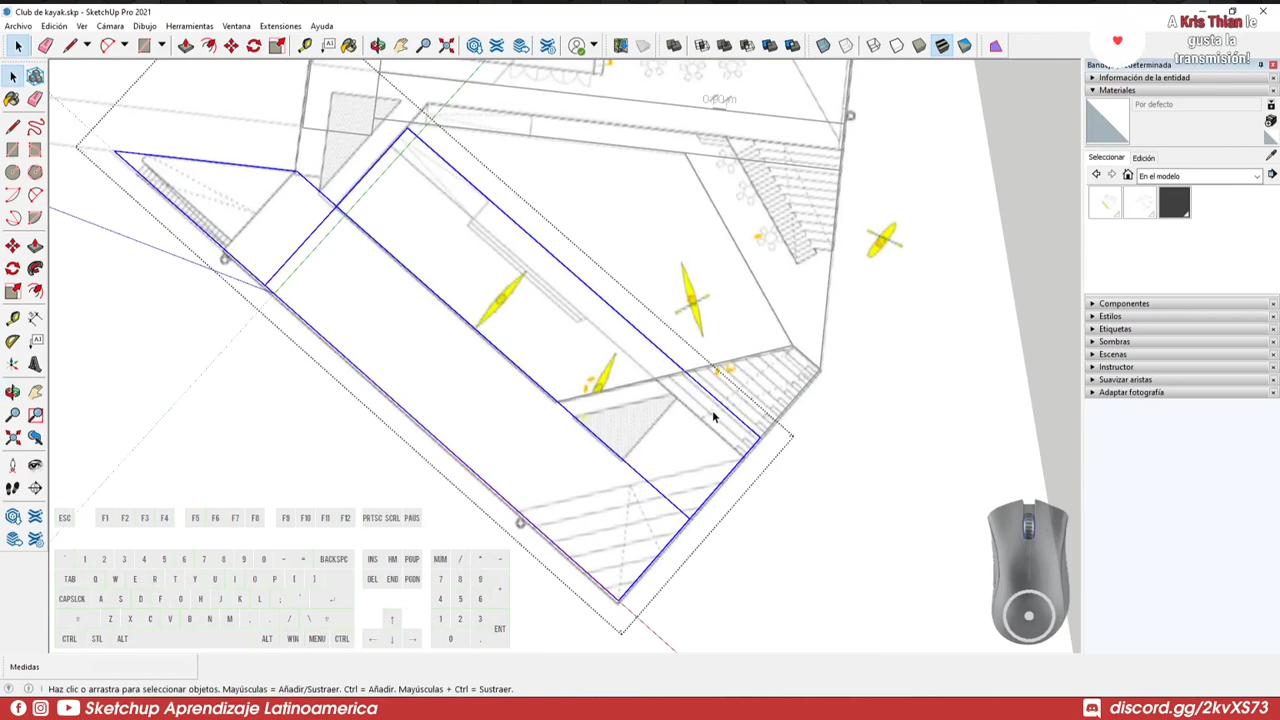 Club de kayak.skp - SketchUp Pro 2021
Archivo Edición Ver Cámara Dibujo Herramientas Ventana Extensiones Ayuda
A Kris Thian le
gusta la
transmisión!
Información de la entidad
Materiales
Por defecto
Seleccionar Edición
En el modelo
Componentes
Estilos
Etiquetas
Sombras
Escenas
Instructor
Suavizar aristas
Adaptar fotografía
ESC F1 F2 F3 F4 F5 F6 F7 F8 F9 F10 F11 F12 PRTSC SCRL PAUS
` 1 2 3 4 5 6 7 8 9 0 - = BACKSPC INS HM PGUP NUM / * -
TAB Q W E R T Y U I O P [ ] \ DEL END PGDN 7 8 9 +
CAPSLCK A S D F G H J K L ; ' 4 5 6
Z X C V B N M , . / ↑ 1 2 3 ENT
CTRL STL ALT ALT WIN MENU CTRL ← ↓ → 0 .
Medidas
Haz clic o arrastra para seleccionar objetos. Mayúsculas = Añadir/Sustraer. Ctrl = Añadir. Mayúsculas + Ctrl = Sustraer.
Sketchup Aprendizaje Latinoamerica discord.gg/2kvXS73